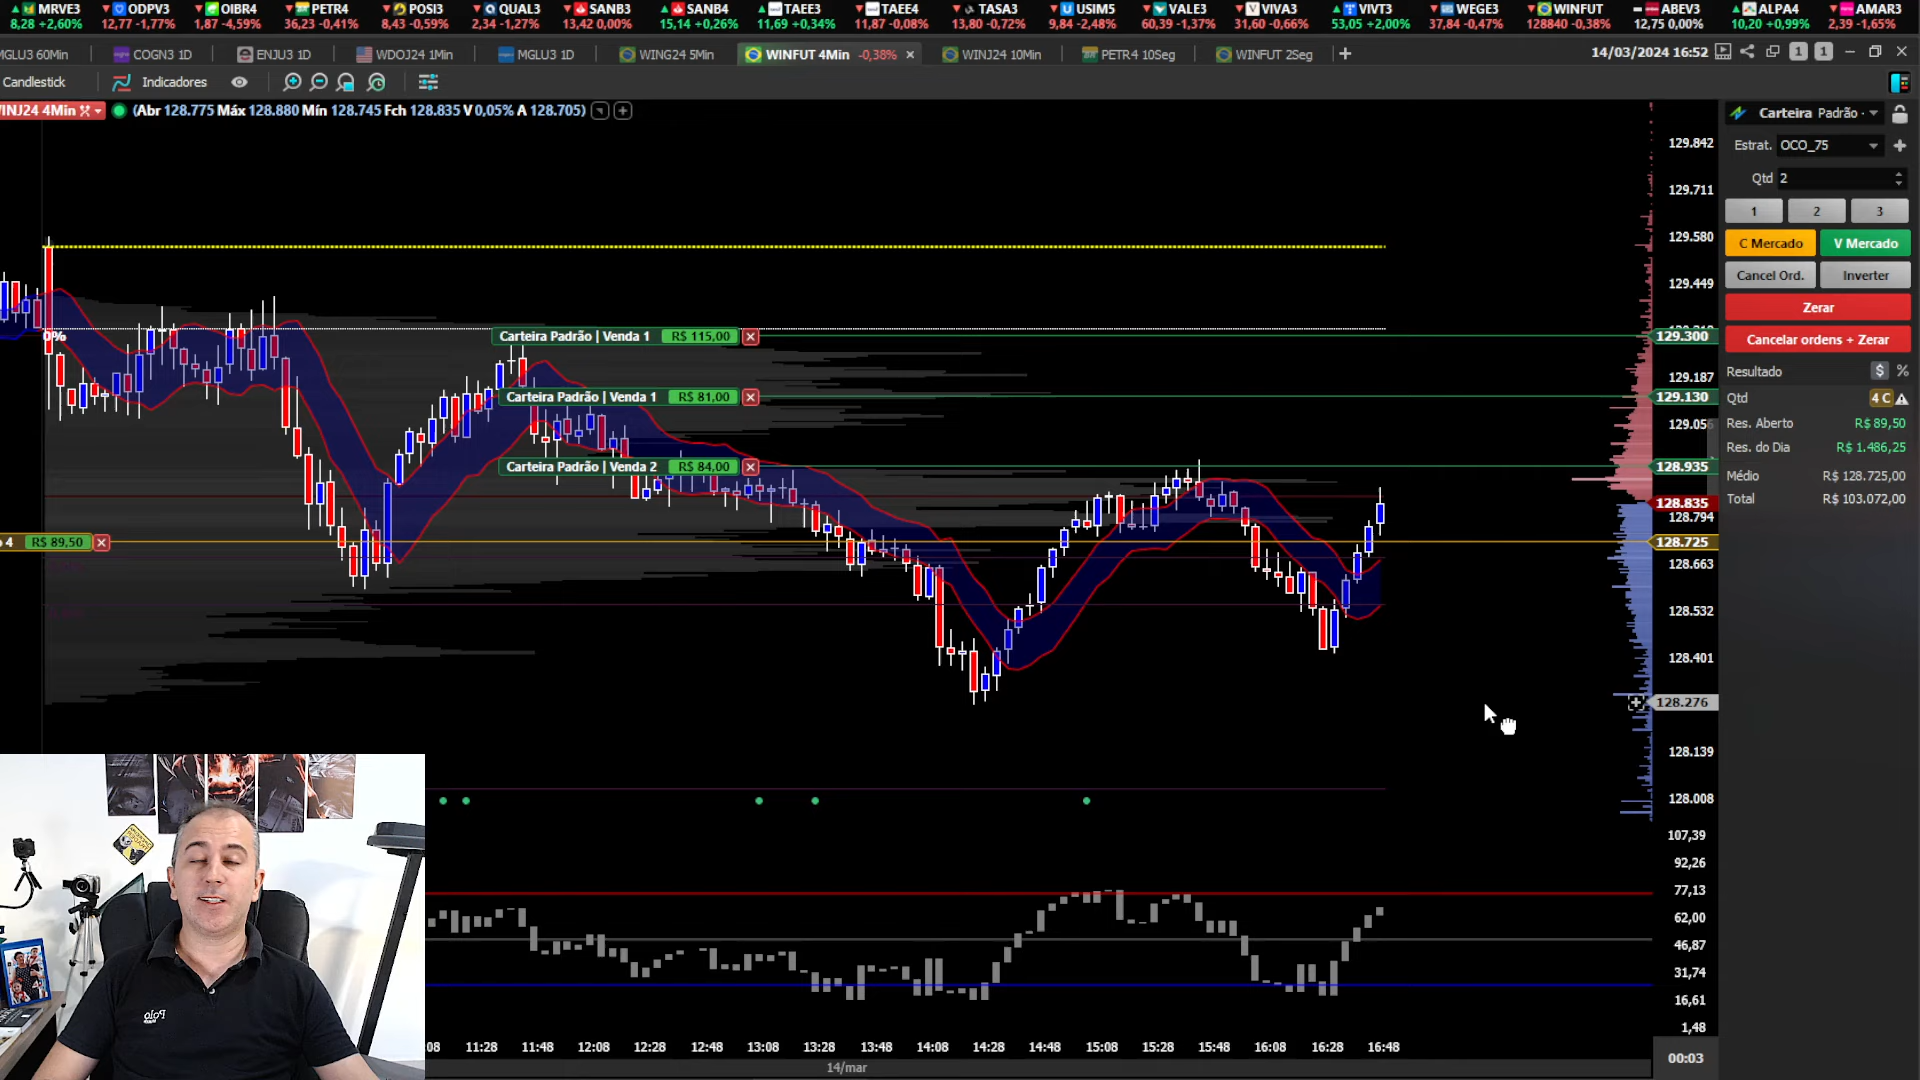 MRVE3 ODPV3 OIBR4 PETR4 POSI3 QUAL3 SANB3 SANB4 TAEE3 TAEE4 TASA3 USIM5 VALE3 VIVA3 VIVT3 WEGE3 WINFUT ABEV3 ALPA4 AMAR3
8,28 +2,60% 12,77 -1,77% 1,87 -4,59% 36,23 -0,41% 8,43 -0,59% 2,34 -1,27% 13,42 0,00% 15,14 +0,26% 11,69 +0,34% 11,87 -0,08% 13,80 -0,72% 9,84 -2,48% 60,39 -1,37% 31,60 -0,66% 53,05 +2,00% 37,84 -0,47% 128840 -0,38% 12,75 0,00% 10,20 +0,99% 2,39 -1,65%
MGLU3 60Min COGN3 1D ENJU3 1D WDOJ24 1Min MGLU3 1D WING24 5Min WINFUT 4Min -0,38% WINJ24 10Min PETR4 10Seg WINFUT 2Seg 14/03/2024 16:52 1 1
Candlestick Indicadores
WINJ24 4Min (Abr 128.775 Máx 128.880 Mín 128.745 Fch 128.835 V 0,05% A 128.705)
Carteira Padrão
Estrat. OCO_75
Qtd 2
1 2 3
C Mercado V Mercado
Cancel Ord. Inverter
Zerar
Cancelar ordens + Zerar
Resultado $ %
Qtd 4 C
Res. Aberto R$ 89,50
Res. do Dia R$ 1.486,25
Médio R$ 128.725,00
Total R$ 103.072,00
129.842
129.711
129.580
129.449
0% Carteira Padrão | Venda 1 R$ 115,00 129.300
129.187
Carteira Padrão | Venda 1 R$ 81,00 129.130
129.056
Carteira Padrão | Venda 2 R$ 84,00 128.935
128.835
128.794
4 R$ 89,50 128.725
128.663
128.532
128.401
128.276
128.139
128.008
107,39
92,26
77,13
62,00
46,87
31,74
16,61
1,48
Polo
:08 11:28 11:48 12:08 12:28 12:48 13:08 13:28 13:48 14:08 14:28 14:48 15:08 15:28 15:48 16:08 16:28 16:48
14/mar
00:03